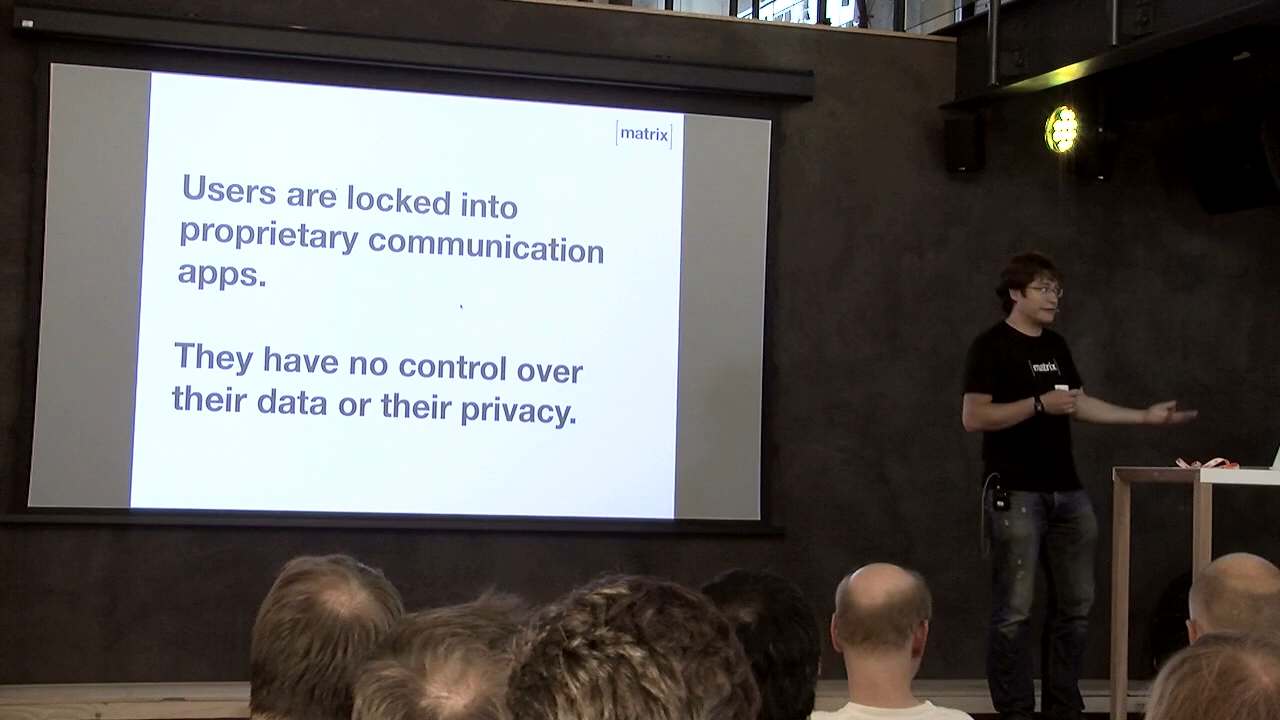 [matrix]
Users are locked into
proprietary communication
apps.
They have no control over
their data or their privacy.
[matrix]